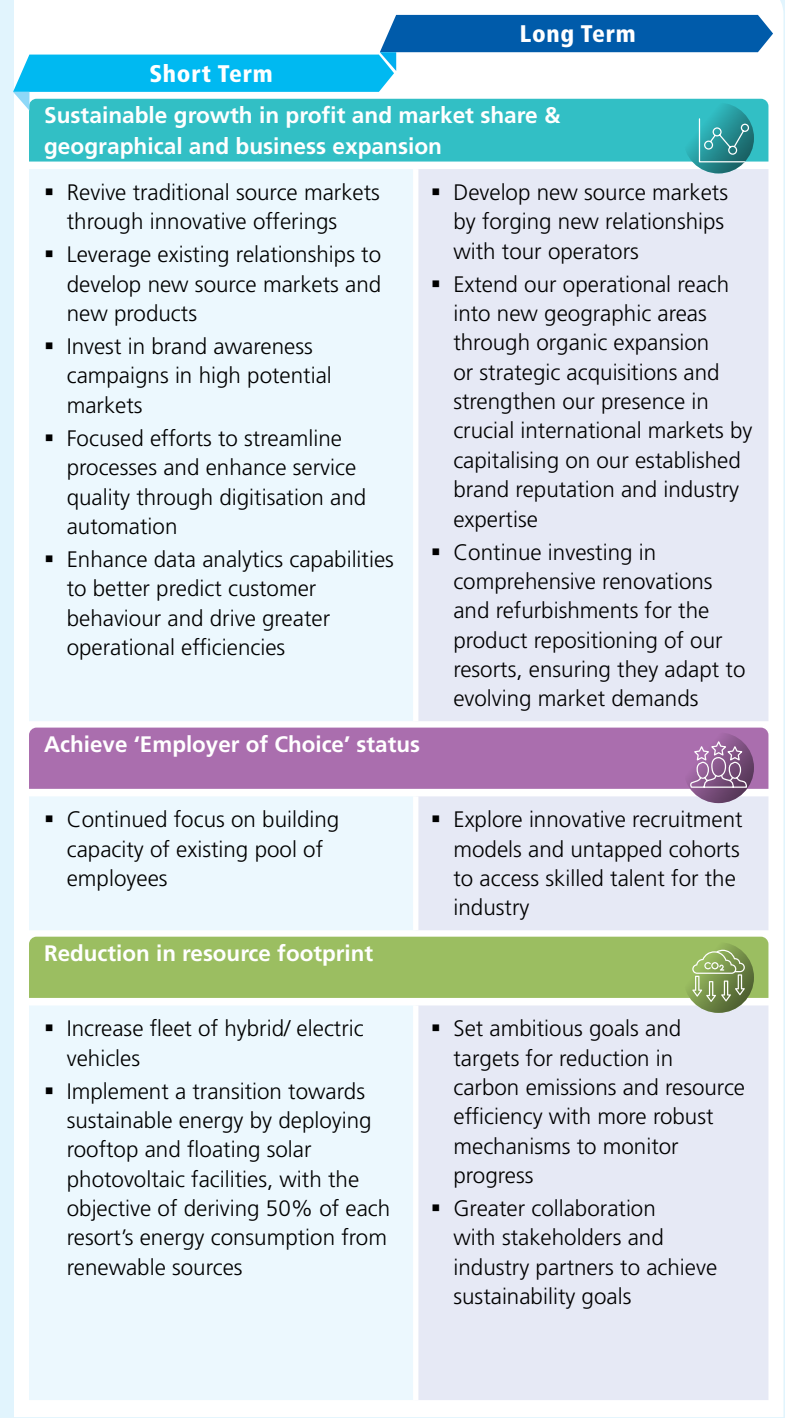 Long Term
Short Term
Sustainable growth in profit and market share &
geographical and business expansion
▪ Revive traditional source markets
through innovative offerings
▪ Leverage existing relationships to
develop new source markets and
new products
▪ Invest in brand awareness
campaigns in high potential
markets
▪ Focused efforts to streamline
processes and enhance service
quality through digitisation and
automation
▪ Enhance data analytics capabilities
to better predict customer
behaviour and drive greater
operational efficiencies
▪ Develop new source markets
by forging new relationships
with tour operators
▪ Extend our operational reach
into new geographic areas
through organic expansion
or strategic acquisitions and
strengthen our presence in
crucial international markets by
capitalising on our established
brand reputation and industry
expertise
▪ Continue investing in
comprehensive renovations
and refurbishments for the
product repositioning of our
resorts, ensuring they adapt to
evolving market demands
Achieve ‘Employer of Choice’ status
▪ Continued focus on building
capacity of existing pool of
employees
▪ Explore innovative recruitment
models and untapped cohorts
to access skilled talent for the
industry
Reduction in resource footprint
CO2
▪ Increase fleet of hybrid/ electric
vehicles
▪ Implement a transition towards
sustainable energy by deploying
rooftop and floating solar
photovoltaic facilities, with the
objective of deriving 50% of each
resort’s energy consumption from
renewable sources
▪ Set ambitious goals and
targets for reduction in
carbon emissions and resource
efficiency with more robust
mechanisms to monitor
progress
▪ Greater collaboration
with stakeholders and
industry partners to achieve
sustainability goals